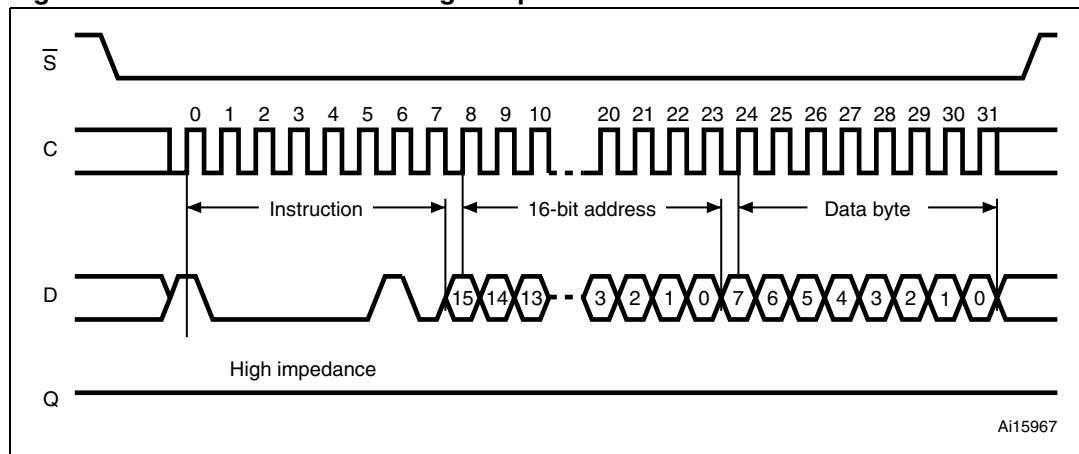 S
0 1 2 3 4 5 6 7 8 9 10 20 21 22 23 24 25 26 27 28 29 30 31
C
Instruction 16-bit address Data byte
D 15 14 13 3 2 1 0 7 6 5 4 3 2 1 0
High impedance
Q
Ai15967